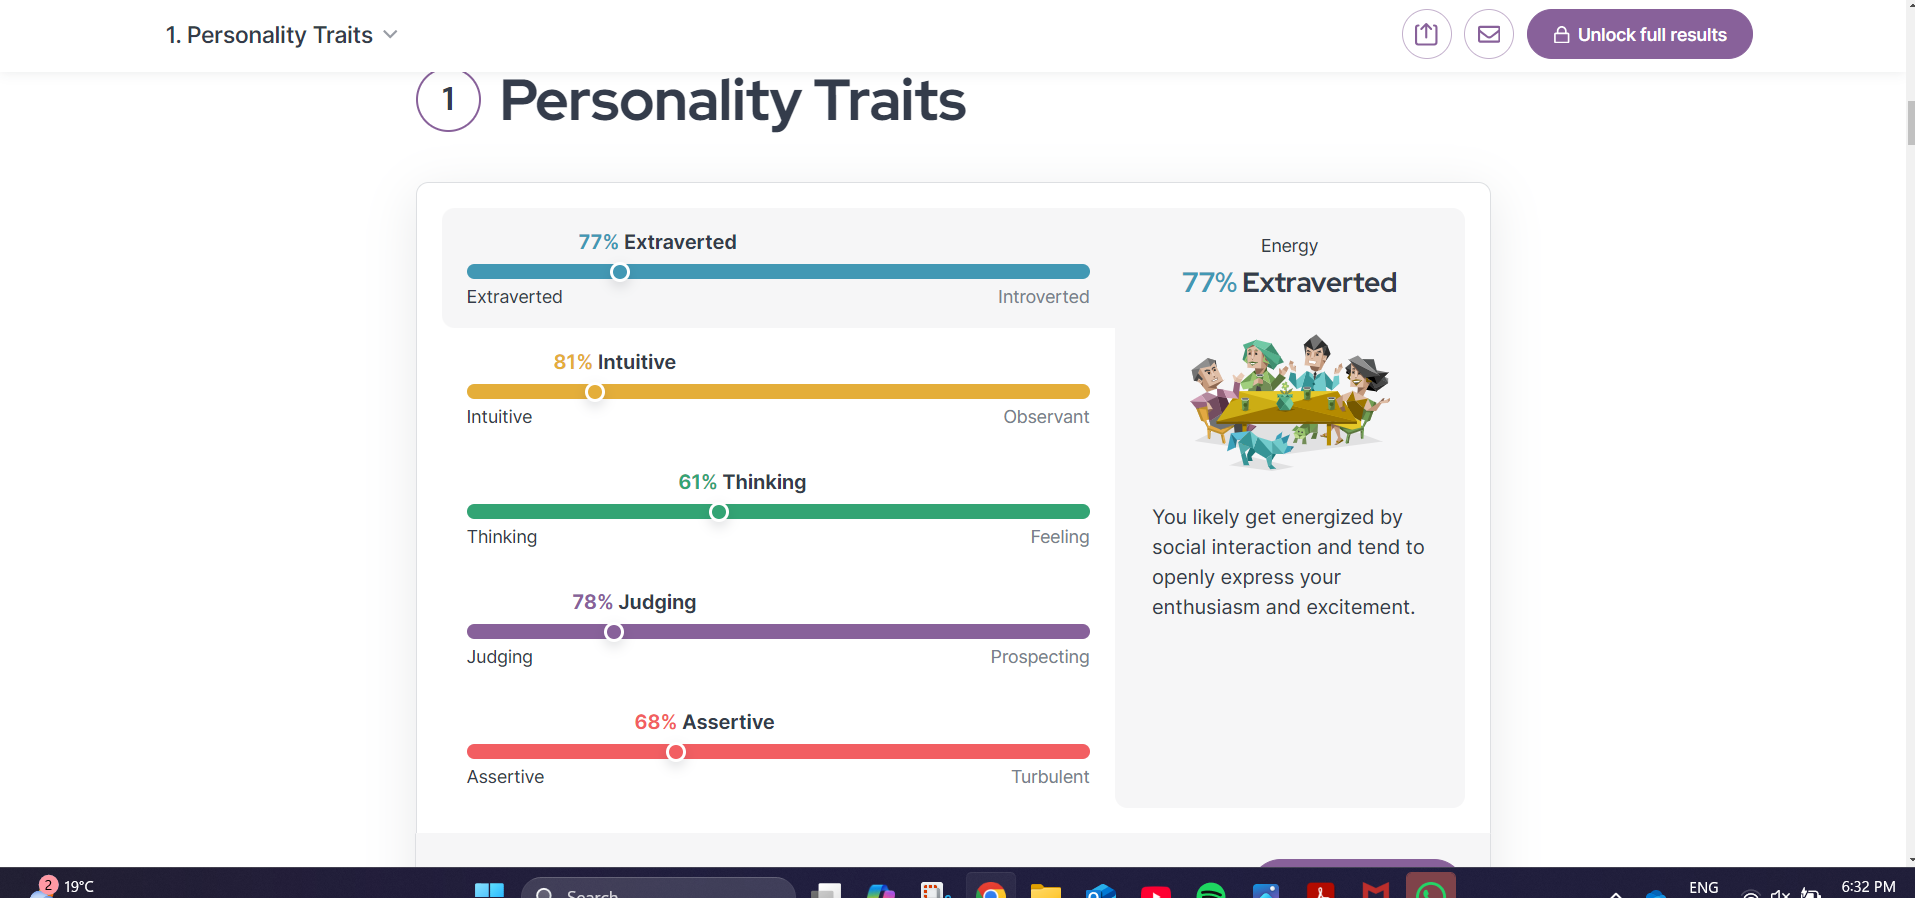 1. Personality Traits
Unlock full results
1 Personality Traits
77% Extraverted
Extraverted Introverted
81% Intuitive
Intuitive Observant
61% Thinking
Thinking Feeling
78% Judging
Judging Prospecting
68% Assertive
Assertive Turbulent
Energy
77% Extraverted
You likely get energized by
social interaction and tend to
openly express your
enthusiasm and excitement.
2 19°C
Search
ENG
6:32 PM